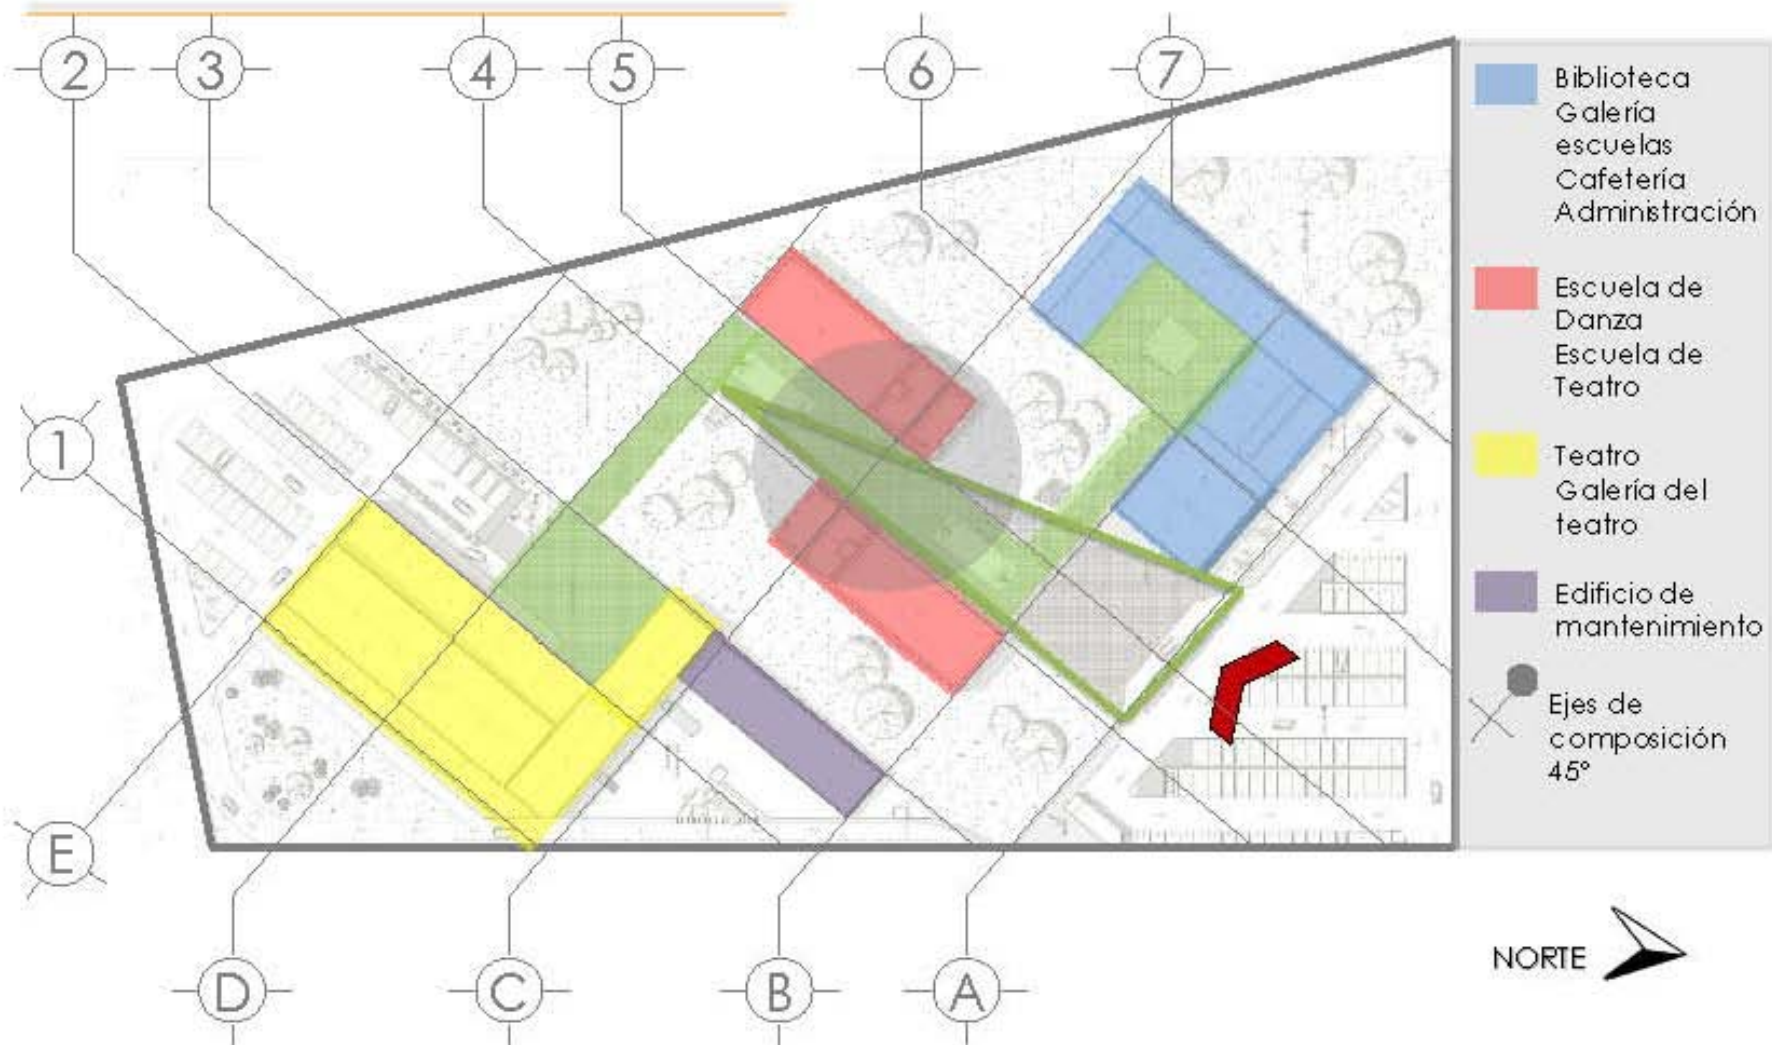 2
3
4
5
6
7
Biblioteca
Galería
escuelas
Cafetería
Administración
Escuela de
Danza
Escuela de
Teatro
1
Teatro
Galería del
teatro
Edificio de
mantenimiento
Ejes de
composición
45°
E
D
C
B
A
NORTE